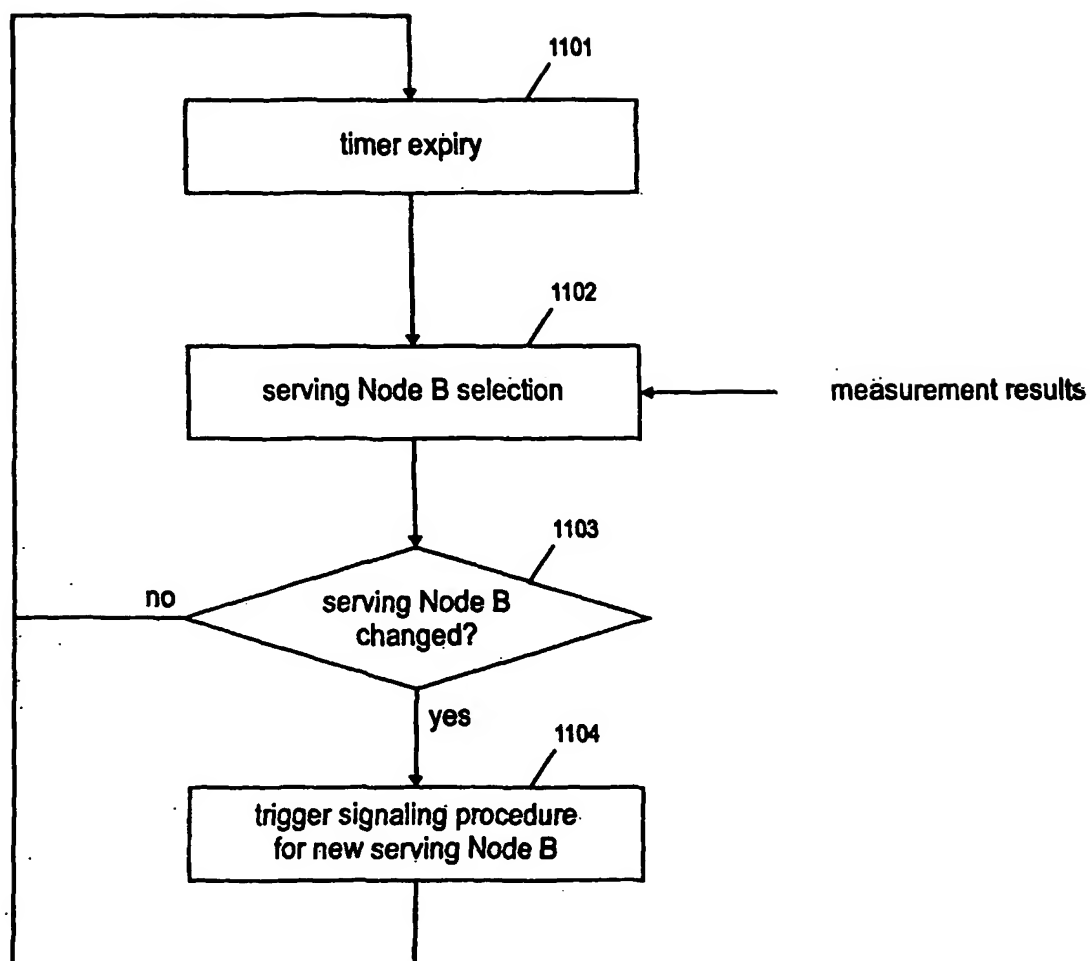 1101
timer expiry
1102
serving Node B selection
measurement results
1103
no
serving Node B
changed?
yes
1104
trigger signaling procedure
for new serving Node B